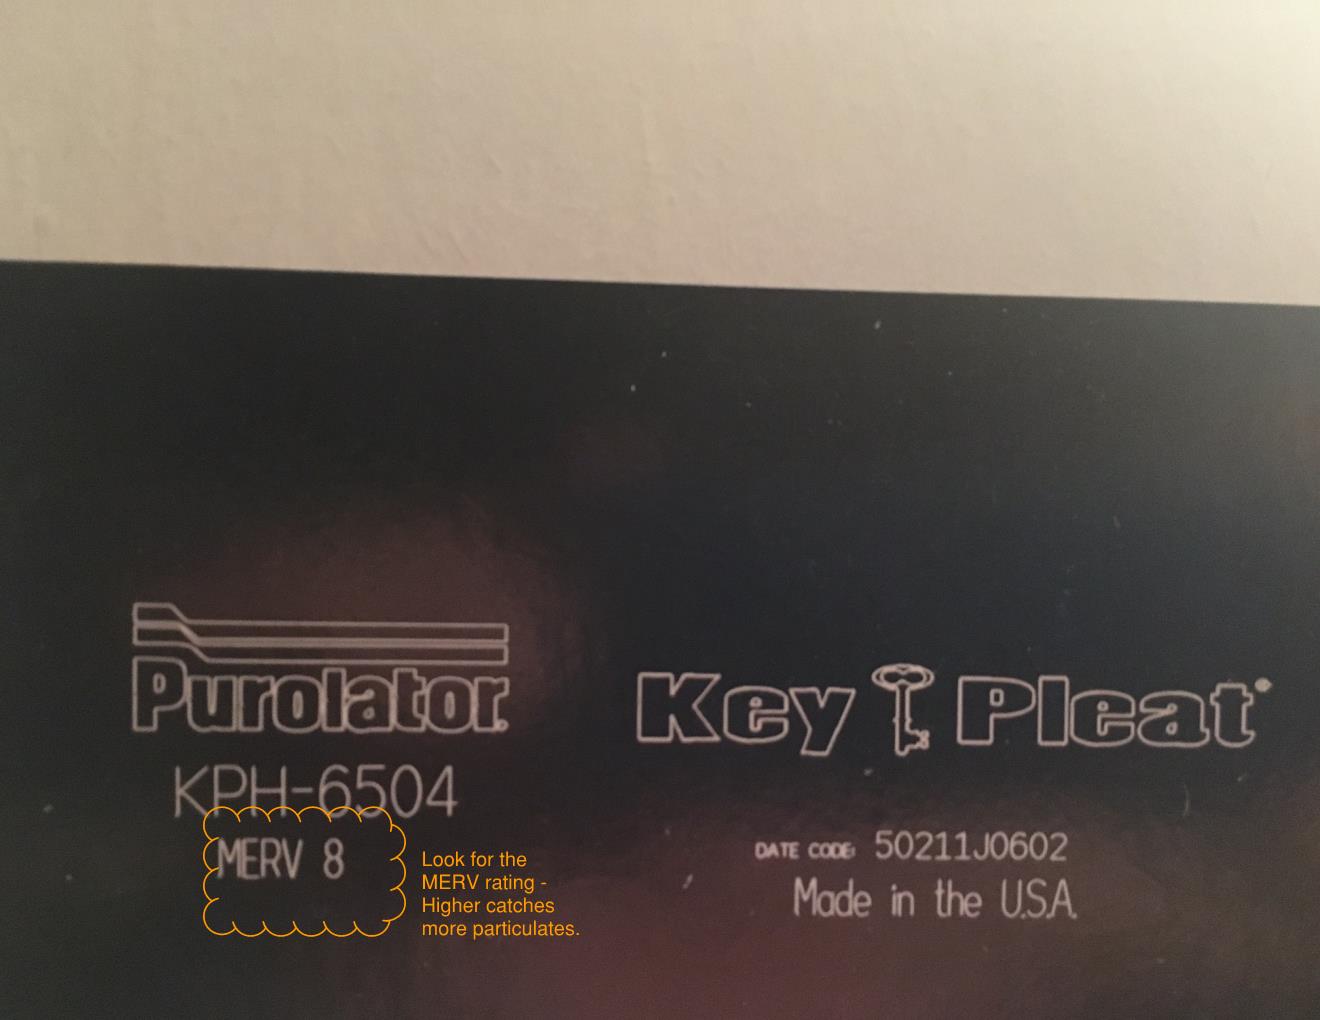 Purolator
KPH-6504
MERV 8
Look for the
MERV rating -
Higher catches
more particulates.
Key Pleat
DATE CODE: 50211J0602
Made in the U.S.A.